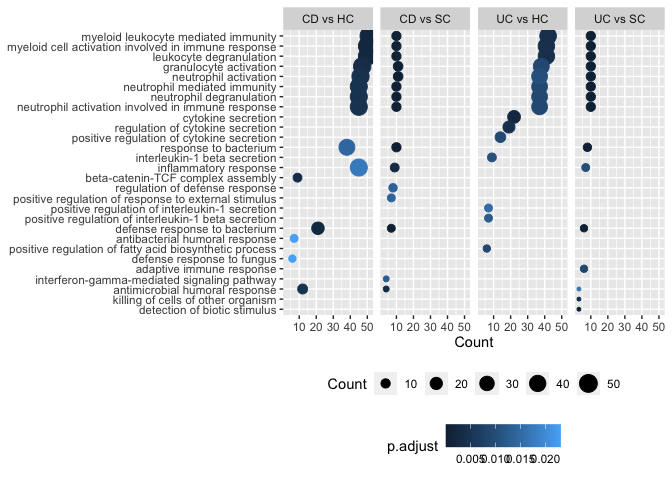 CD vs HC CD vs SC UC vs HC UC vs SC
myeloid leukocyte mediated immunity
myeloid cell activation involved in immune response
leukocyte degranulation
granulocyte activation
neutrophil activation
neutrophil mediated immunity
neutrophil degranulation
neutrophil activation involved in immune response
cytokine secretion
regulation of cytokine secretion
positive regulation of cytokine secretion
response to bacterium
interleukin-1 beta secretion
inflammatory response
beta-catenin-TCF complex assembly
regulation of defense response
positive regulation of response to external stimulus
positive regulation of interleukin-1 secretion
positive regulation of interleukin-1 beta secretion
defense response to bacterium
antibacterial humoral response
positive regulation of fatty acid biosynthetic process
defense response to fungus
adaptive immune response
interferon-gamma-mediated signaling pathway
antimicrobial humoral response
killing of cells of other organism
detection of biotic stimulus
10 20 30 40 50 10 20 30 40 50 10 20 30 40 50 10 20 30 40 50
Count
Count 10 20 30 40 50
p.adjust
0.005 0.010 0.015 0.020